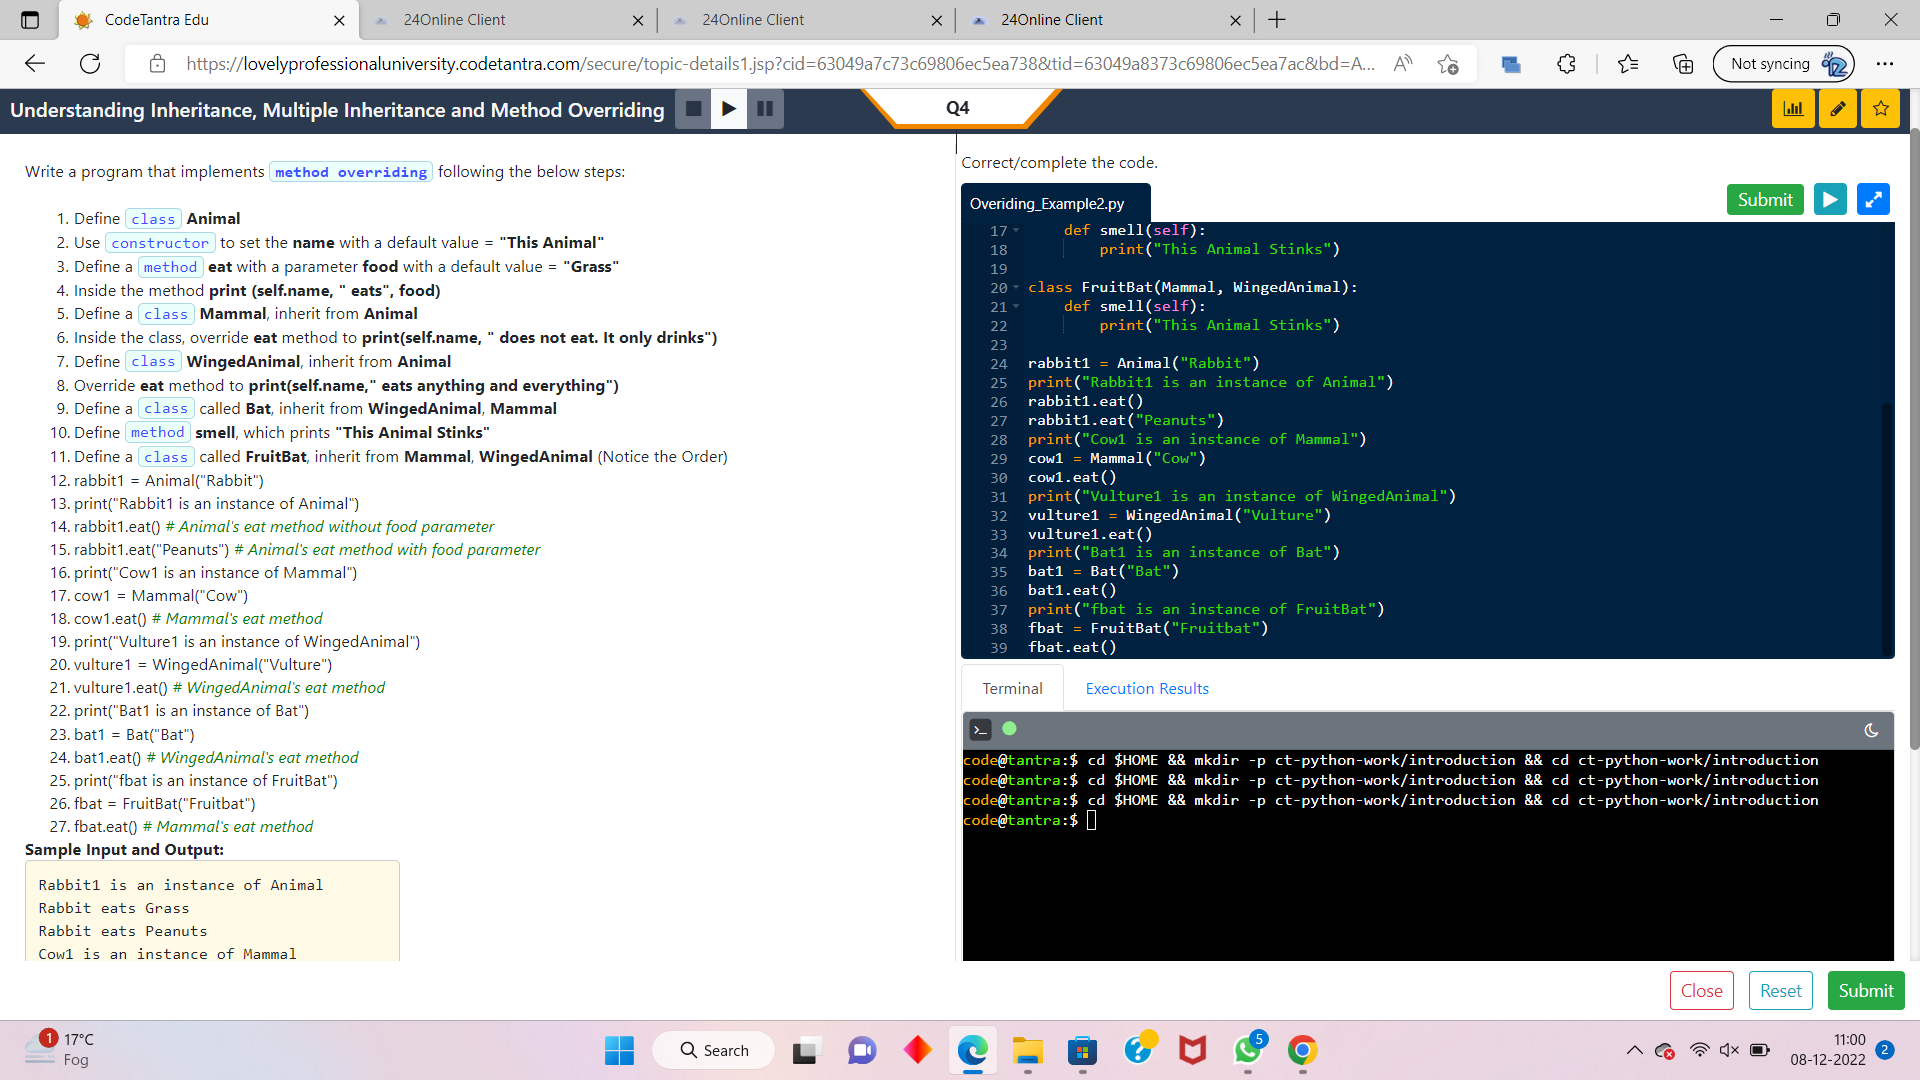 CodeTantra Edu
24Online Client
24Online Client
24Online Client
https://lovelyprofessionaluniversity.codetantra.com/secure/topic-details1.jsp?cid=63049a7c73c69806ec5ea738&tid=63049a8373c69806ec5ea7ac&bd=A...
Not syncing
Understanding Inheritance, Multiple Inheritance and Method Overriding
Q4
Write a program that implements method overriding following the below steps:
1. Define class Animal
2. Use constructor to set the name with a default value = "This Animal"
3. Define a method eat with a parameter food with a default value = "Grass"
4. Inside the method print (self.name, " eats", food)
5. Define a class Mammal, inherit from Animal
6. Inside the class, override eat method to print(self.name, " does not eat. It only drinks")
7. Define class WingedAnimal, inherit from Animal
8. Override eat method to print(self.name," eats anything and everything")
9. Define a class called Bat, inherit from WingedAnimal, Mammal
10. Define method smell, which prints "This Animal Stinks"
11. Define a class called FruitBat, inherit from Mammal, WingedAnimal (Notice the Order)
12. rabbit1 = Animal("Rabbit")
13. print("Rabbit1 is an instance of Animal")
14. rabbit1.eat() # Animal's eat method without food parameter
15. rabbit1.eat("Peanuts") # Animal's eat method with food parameter
16. print("Cow1 is an instance of Mammal")
17. cow1 = Mammal("Cow")
18. cow1.eat() # Mammal's eat method
19. print("Vulture1 is an instance of WingedAnimal")
20. vulture1 = WingedAnimal("Vulture")
21. vulture1.eat() # WingedAnimal's eat method
22. print("Bat1 is an instance of Bat")
23. bat1 = Bat("Bat")
24. bat1.eat() # WingedAnimal's eat method
25. print("fbat is an instance of FruitBat")
26. fbat = FruitBat("Fruitbat")
27. fbat.eat() # Mammal's eat method
Sample Input and Output:
Rabbit1 is an instance of Animal
Rabbit eats Grass
Rabbit eats Peanuts
Cow1 is an instance of Mammal
Correct/complete the code.
Overiding_Example2.py
Submit
17 def smell(self):
18 print("This Animal Stinks")
19
20 class FruitBat(Mammal, WingedAnimal):
21 def smell(self):
22 print("This Animal Stinks")
23
24 rabbit1 = Animal("Rabbit")
25 print("Rabbit1 is an instance of Animal")
26 rabbit1.eat()
27 rabbit1.eat("Peanuts")
28 print("Cow1 is an instance of Mammal")
29 cow1 = Mammal("Cow")
30 cow1.eat()
31 print("Vulture1 is an instance of WingedAnimal")
32 vulture1 = WingedAnimal("Vulture")
33 vulture1.eat()
34 print("Bat1 is an instance of Bat")
35 bat1 = Bat("Bat")
36 bat1.eat()
37 print("fbat is an instance of FruitBat")
38 fbat = FruitBat("Fruitbat")
39 fbat.eat()
Terminal
Execution Results
code@tantra:$ cd $HOME && mkdir -p ct-python-work/introduction && cd ct-python-work/introduction
code@tantra:$ cd $HOME && mkdir -p ct-python-work/introduction && cd ct-python-work/introduction
code@tantra:$ cd $HOME && mkdir -p ct-python-work/introduction && cd ct-python-work/introduction
code@tantra:$
Close
Reset
Submit
1
17°C
Fog
Search
5
11:00
08-12-2022
2